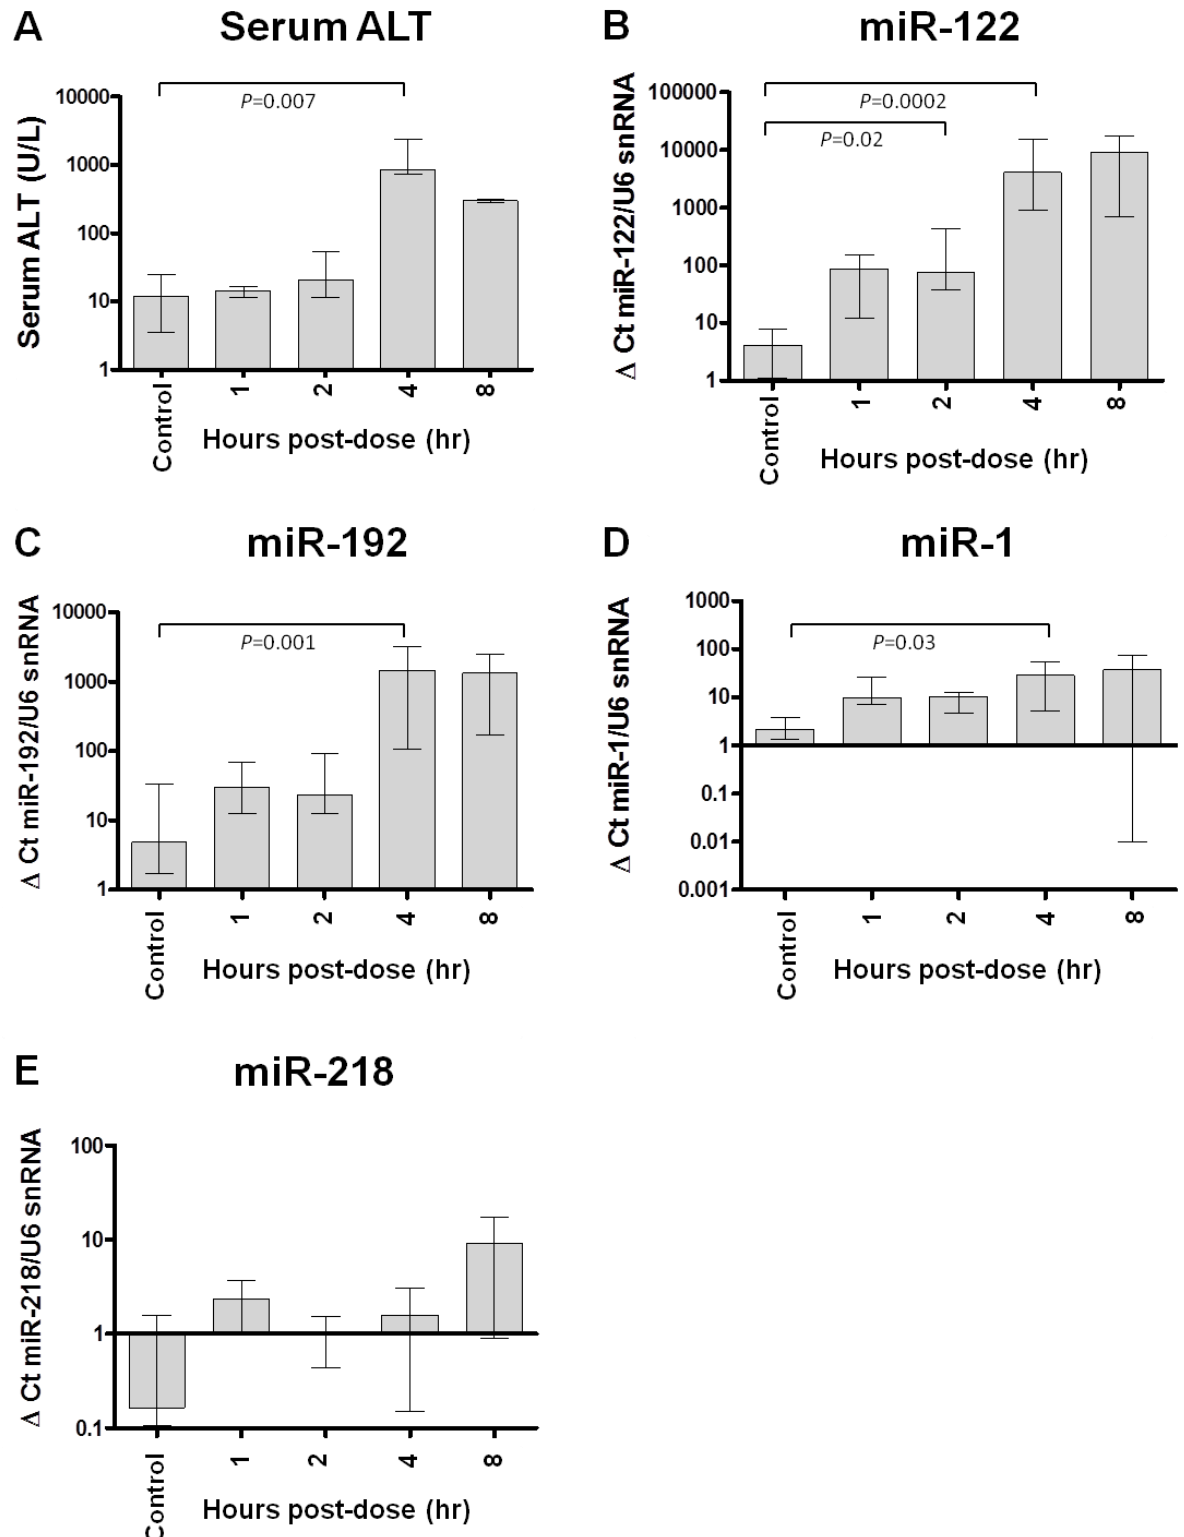 A
Serum ALT
Serum ALT (U/L)
10000
1000
100
10
1
P=0.007
Control
1
2
4
8
Hours post-dose (hr)
B
miR-122
Δ Ct miR-122/U6 snRNA
100000
10000
1000
100
10
1
P=0.0002
P=0.02
Control
1
2
4
8
Hours post-dose (hr)
C
miR-192
Δ Ct miR-192/U6 snRNA
10000
1000
100
10
1
P=0.001
Control
1
2
4
8
Hours post-dose (hr)
D
miR-1
Δ Ct miR-1/U6 snRNA
1000
100
10
1
0.1
0.01
0.001
P=0.03
Control
1
2
4
8
Hours post-dose (hr)
E
miR-218
Δ Ct miR-218/U6 snRNA
100
10
1
0.1
Control
1
2
4
8
Hours post-dose (hr)